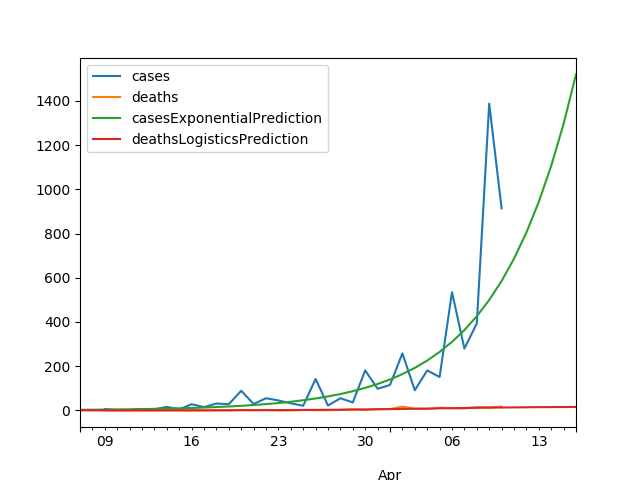 cases
deaths
casesExponentialPrediction
deathsLogisticsPrediction
1400
1200
1000
800
600
400
200
0
09 16 23 30 06 13
Apr